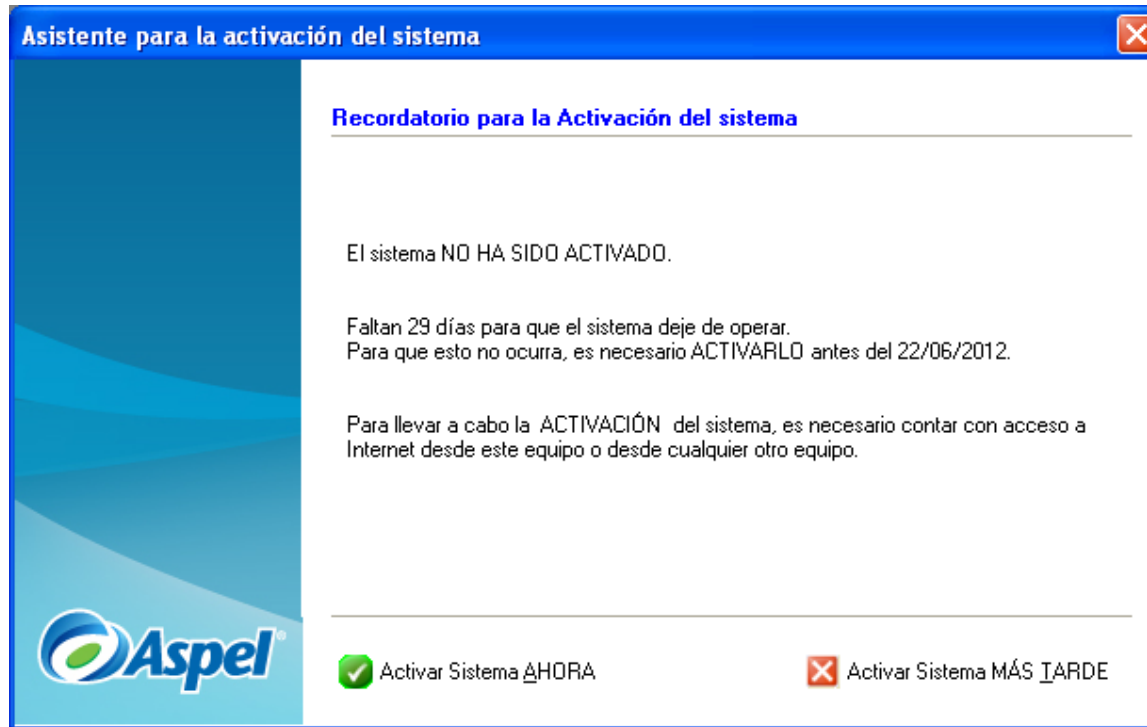 Asistente para la activación del sistema
Recordatorio para la Activación del sistema
El sistema NO HA SIDO ACTIVADO.
Faltan 29 días para que el sistema deje de operar.
Para que esto no ocurra, es necesario ACTIVARLO antes del 22/06/2012.
Para llevar a cabo la ACTIVACIÓN del sistema, es necesario contar con acceso a
Internet desde este equipo o desde cualquier otro equipo.
Aspel®
Activar Sistema AHORA
Activar Sistema MÁS TARDE